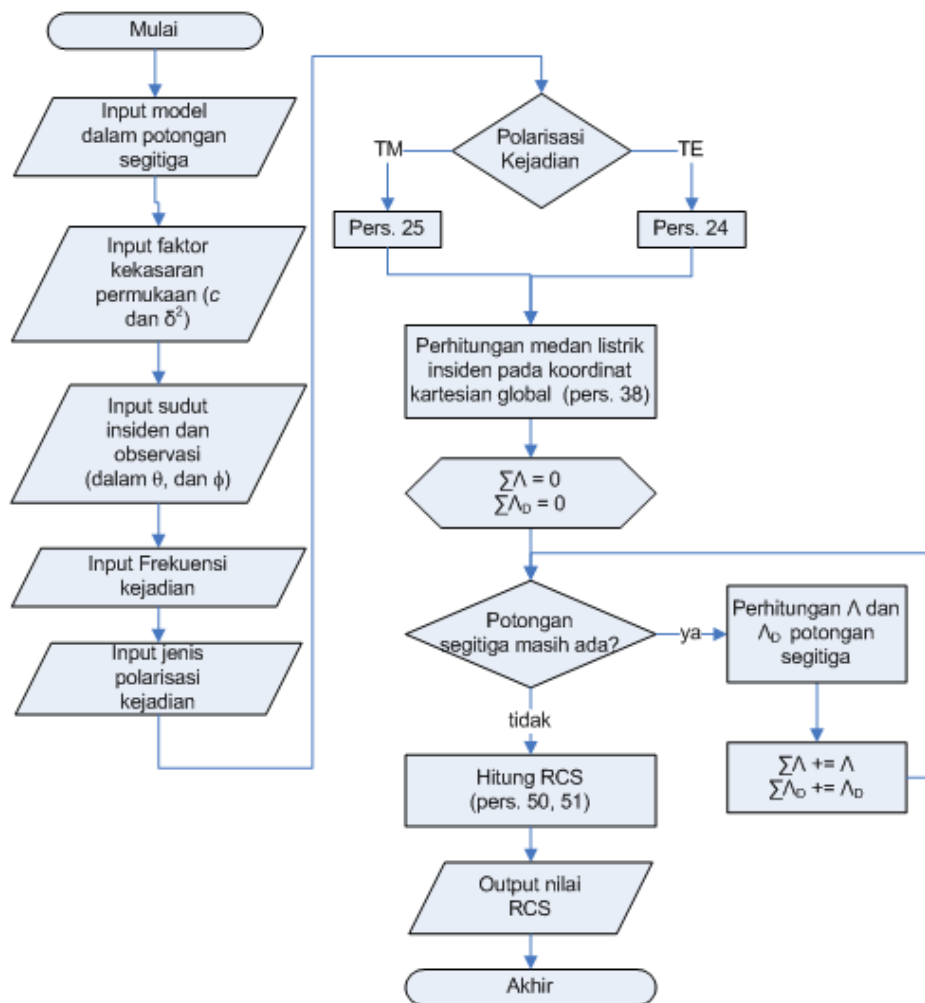 Mulai
Input model
dalam potongan
segitiga
Input faktor
kekasaran
permukaan (c
dan δ²)
Input sudut
insiden dan
observasi
(dalam θ, dan ϕ)
Input Frekuensi
kejadian
Input jenis
polarisasi
kejadian
Polarisasi
Kejadian
TM
TE
Pers. 25
Pers. 24
Perhitungan medan listrik
insiden pada koordinat
kartesian global (pers. 38)
∑Λ = 0
∑Λ_D = 0
Potongan
segitiga masih ada?
ya
Perhitungan Λ dan
Λ_D potongan
segitiga
∑Λ += Λ
∑Λ_D += Λ_D
tidak
Hitung RCS
(pers. 50, 51)
Output nilai
RCS
Akhir